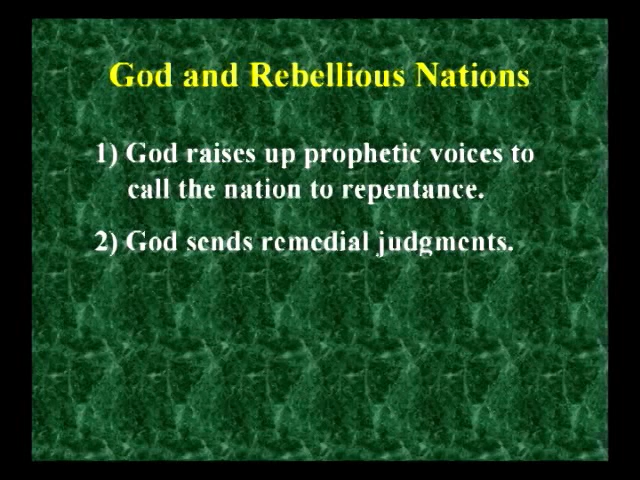 God and Rebellious Nations
1) God raises up prophetic voices to
call the nation to repentance.
2) God sends remedial judgments.